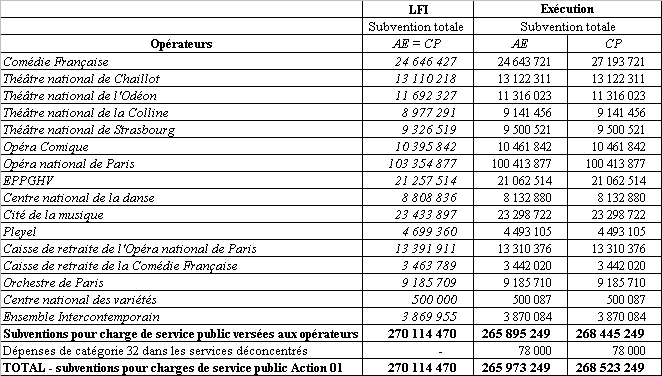 LFI Exécution
Subvention totale Subvention totale
Opérateurs AE = CP AE CP
Comédie Française 24 646 427 24 643 721 27 193 721
Théâtre national de Chaillot 13 110 218 13 122 311 13 122 311
Théâtre national de l'Odéon 11 692 327 11 316 023 11 316 023
Théâtre national de la Colline 8 977 291 9 141 456 9 141 456
Théâtre national de Strasbourg 9 326 519 9 500 521 9 500 521
Opéra Comique 10 395 842 10 461 842 10 461 842
Opéra national de Paris 103 354 877 100 413 877 100 413 877
EPPGHV 21 257 514 21 062 514 21 062 514
Centre national de la danse 8 808 836 8 132 880 8 132 880
Cité de la musique 23 433 897 23 298 722 23 298 722
Pleyel 4 699 360 4 493 105 4 493 105
Caisse de retraite de l'Opéra national de Paris 13 391 911 13 310 376 13 310 376
Caisse de retraite de la Comédie Française 3 463 789 3 442 020 3 442 020
Orchestre de Paris 9 185 709 9 185 710 9 185 710
Centre national des variétés 500 000 500 087 500 087
Ensemble Intercontemporain 3 869 955 3 870 084 3 870 084
Subventions pour charge de service public versées aux opérateurs 270 114 470 265 895 249 268 445 249
Dépenses de catégorie 32 dans les services déconcentrés - 78 000 78 000
TOTAL - subventions pour charges de service public Action 01 270 114 470 265 973 249 268 523 249